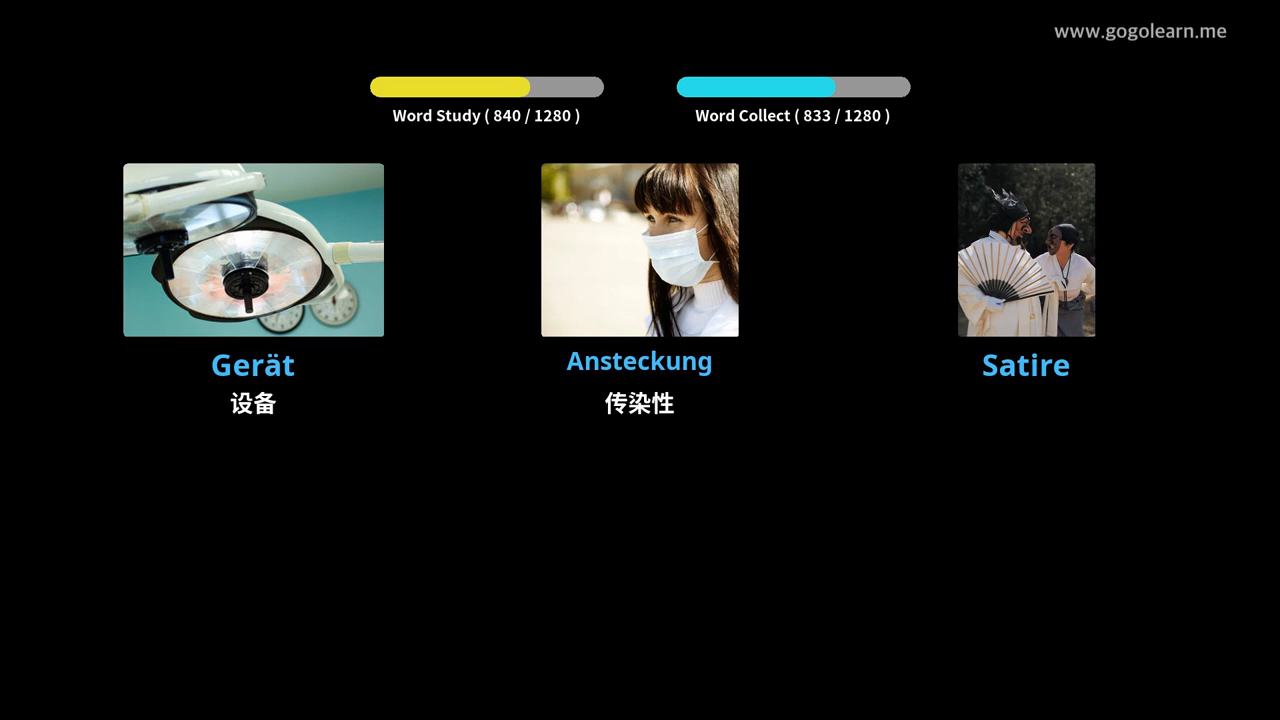 www.gogolearn.me
Word Study ( 840 / 1280 )
Word Collect ( 833 / 1280 )
Gerät
设备
Ansteckung
传染性
Satire